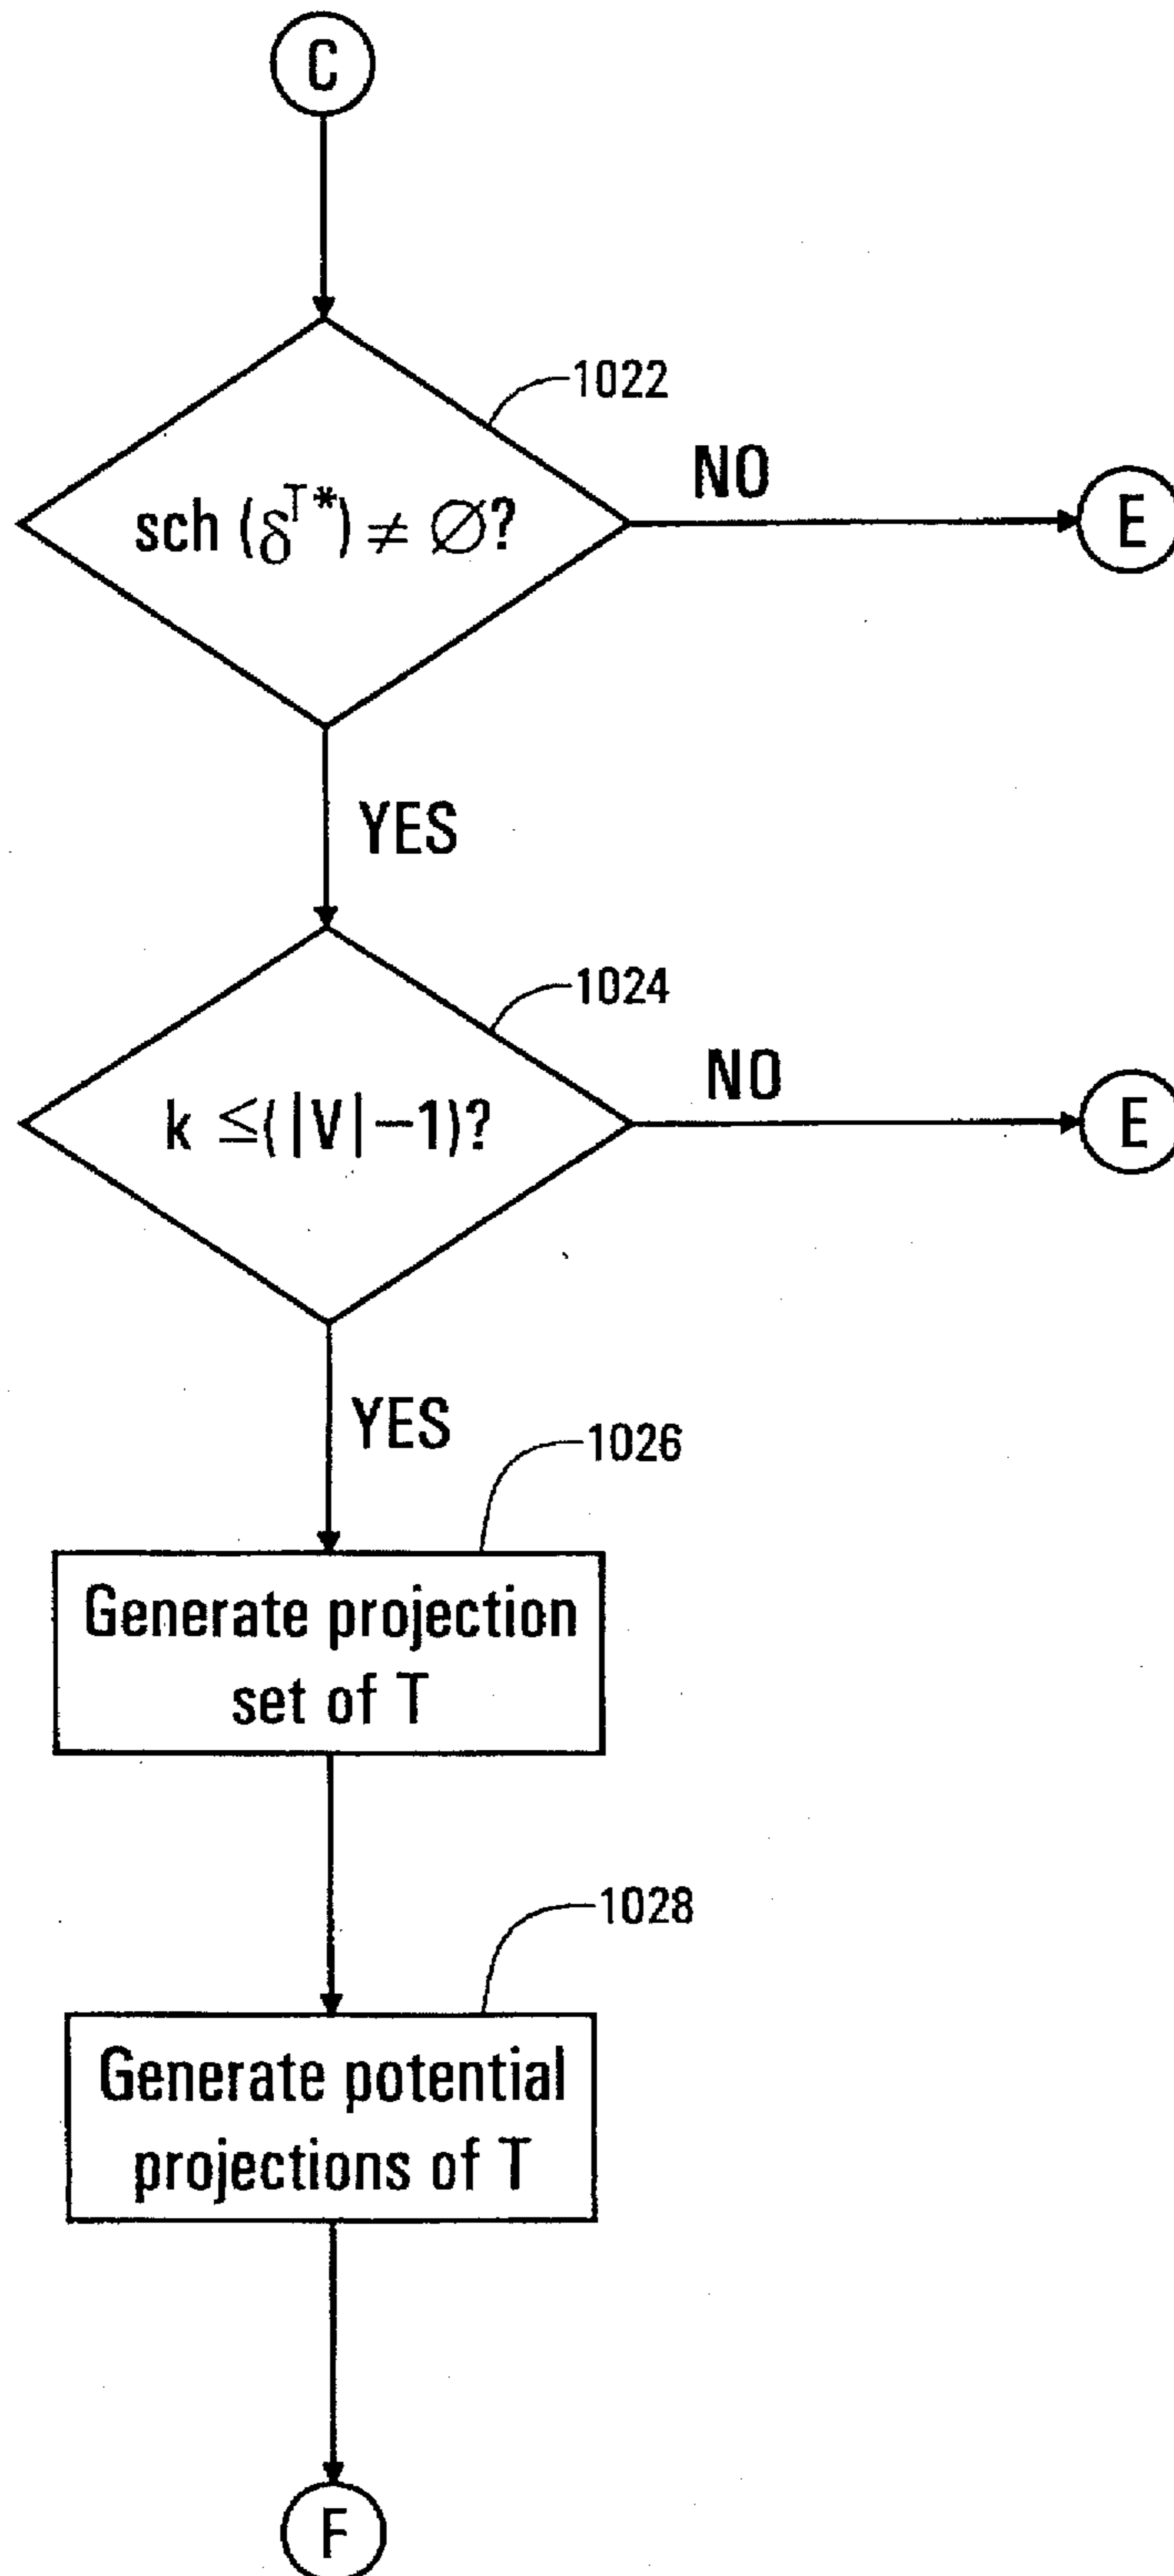 C
1022
sch (δ^T*) ≠ ∅?
NO
E
YES
1024
k ≤(|V|−1)?
NO
E
YES
1026
Generate projection
set of T
1028
Generate potential
projections of T
F